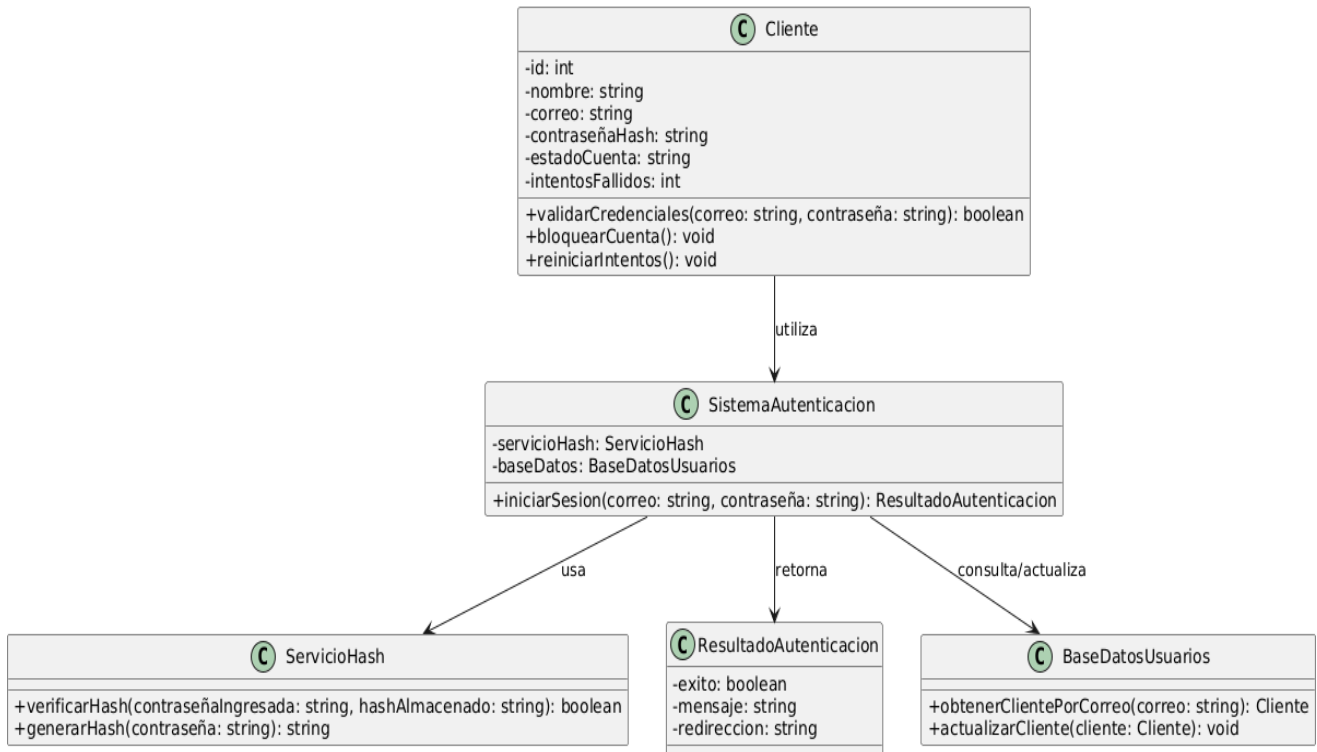 C Cliente
-id: int
-nombre: string
-correo: string
-contraseñaHash: string
-estadoCuenta: string
-intentosFallidos: int
+validarCredenciales(correo: string, contraseña: string): boolean
+bloquearCuenta(): void
+reiniciarIntentos(): void
utiliza
C SistemaAutenticacion
-servicioHash: ServicioHash
-baseDatos: BaseDatosUsuarios
+iniciarSesion(correo: string, contraseña: string): ResultadoAutenticacion
usa
retorna
consulta/actualiza
C ServicioHash
+verificarHash(contraseñaIngresada: string, hashAlmacenado: string): boolean
+generarHash(contraseña: string): string
C ResultadoAutenticacion
-exito: boolean
-mensaje: string
-redireccion: string
C BaseDatosUsuarios
+obtenerClientePorCorreo(correo: string): Cliente
+actualizarCliente(cliente: Cliente): void